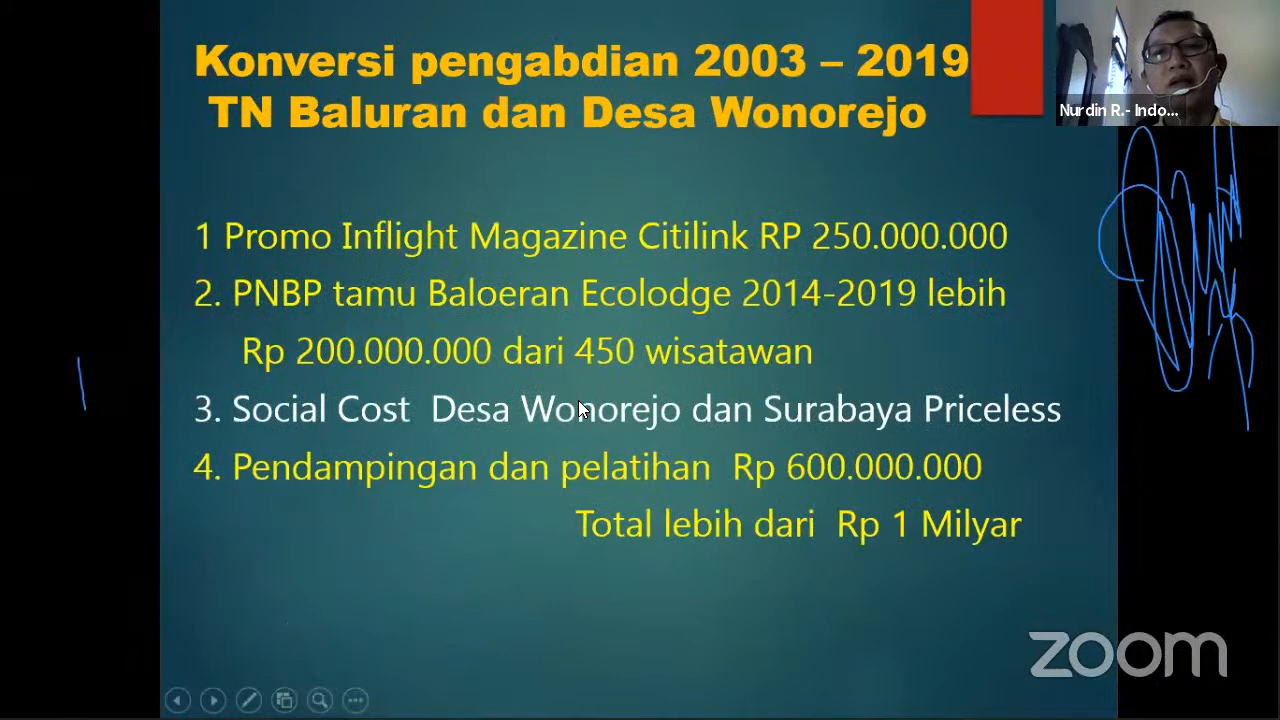 Konversi pengabdian 2003 – 2019
TN Baluran dan Desa Wonorejo
Nurdin R.- Indo...
1 Promo Inflight Magazine Citilink RP 250.000.000
2. PNBP tamu Baloeran Ecolodge 2014-2019 lebih
Rp 200.000.000 dari 450 wisatawan
3. Social Cost Desa Wonorejo dan Surabaya Priceless
4. Pendampingan dan pelatihan Rp 600.000.000
Total lebih dari Rp 1 Milyar
zoom